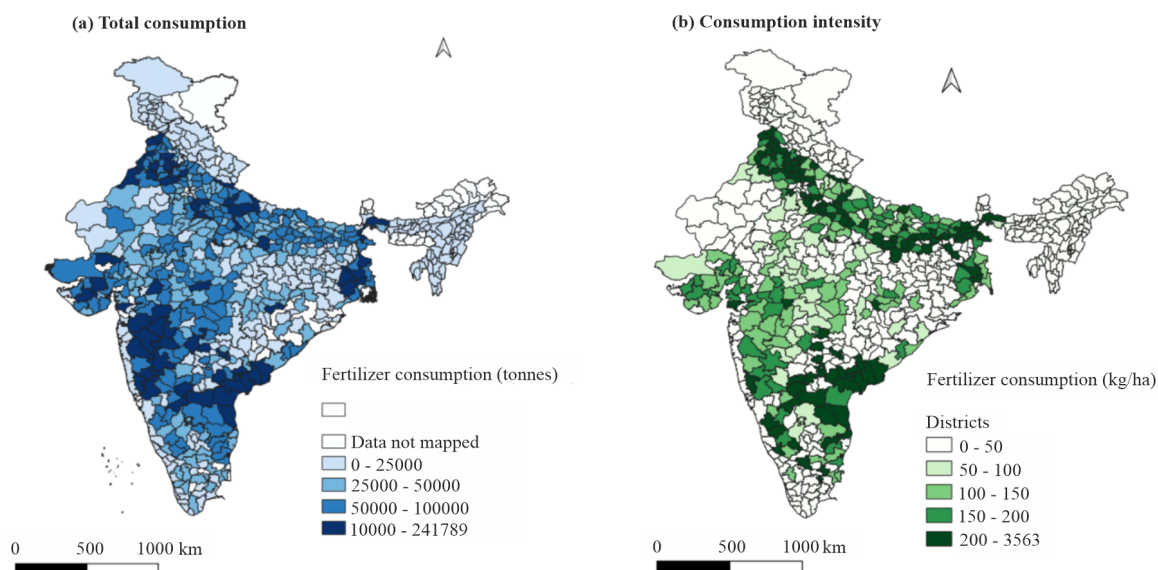 (a) Total consumption
Fertilizer consumption (tonnes)
Data not mapped
0 - 25000
25000 - 50000
50000 - 100000
10000 - 241789
0 500 1000 km
(b) Consumption intensity
Fertilizer consumption (kg/ha)
Districts
0 - 50
50 - 100
100 - 150
150 - 200
200 - 3563
0 500 1000 km